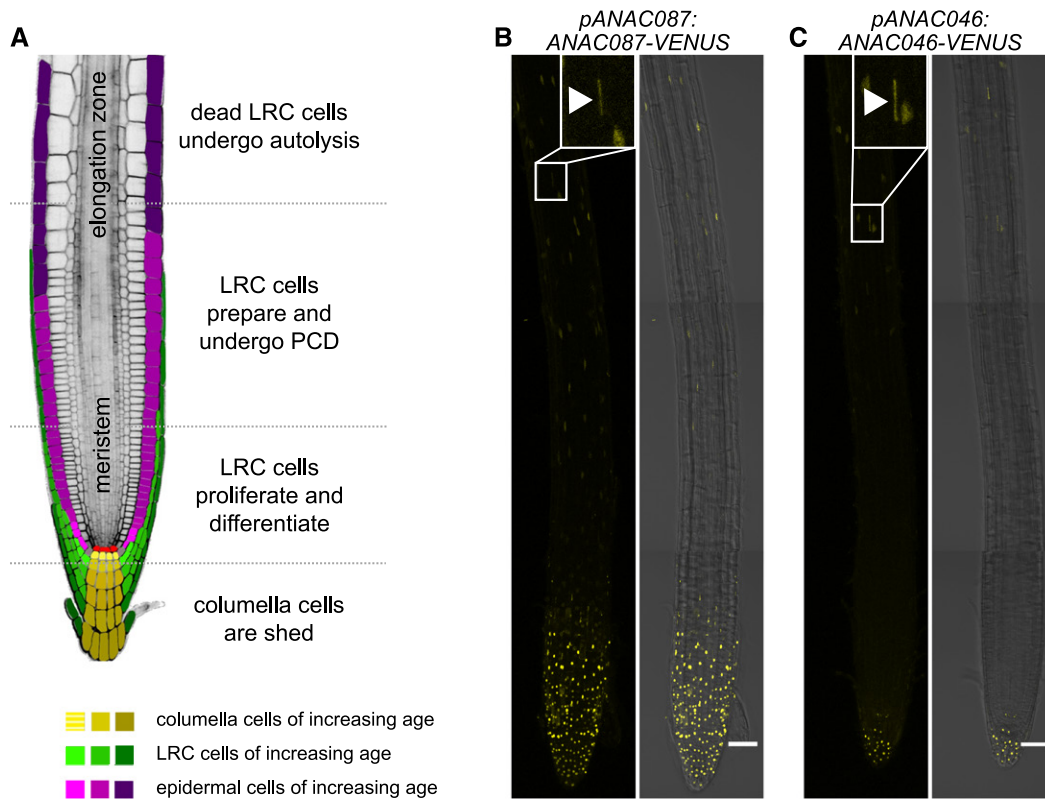 A
elongation zone
meristem
dead LRC cells
undergo autolysis
LRC cells
prepare and
undergo PCD
LRC cells
proliferate and
differentiate
columella cells
are shed
columella cells of increasing age
LRC cells of increasing age
epidermal cells of increasing age
B
pANAC087:
ANAC087-VENUS
C
pANAC046:
ANAC046-VENUS